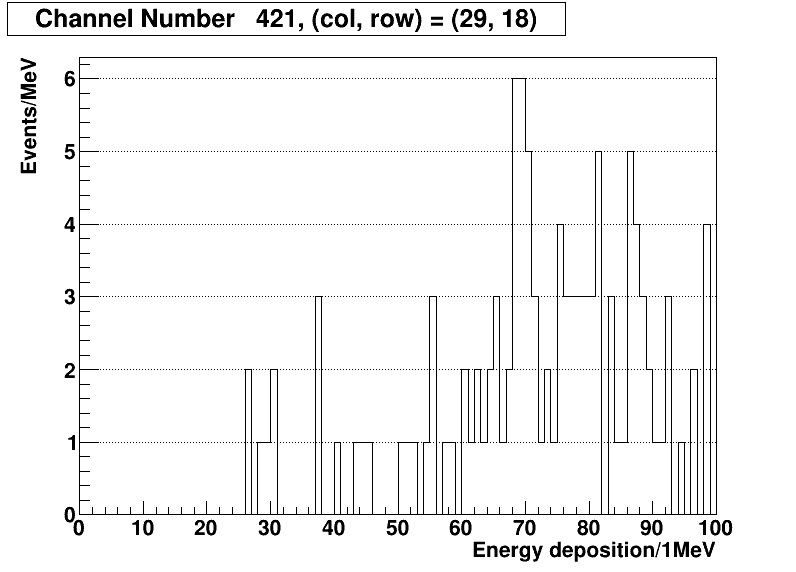 Channel Number   421, (col, row) = (29, 18)
Events/MeV
6
5
4
3
2
1
0
0 10 20 30 40 50 60 70 80 90 100
Energy deposition/1MeV